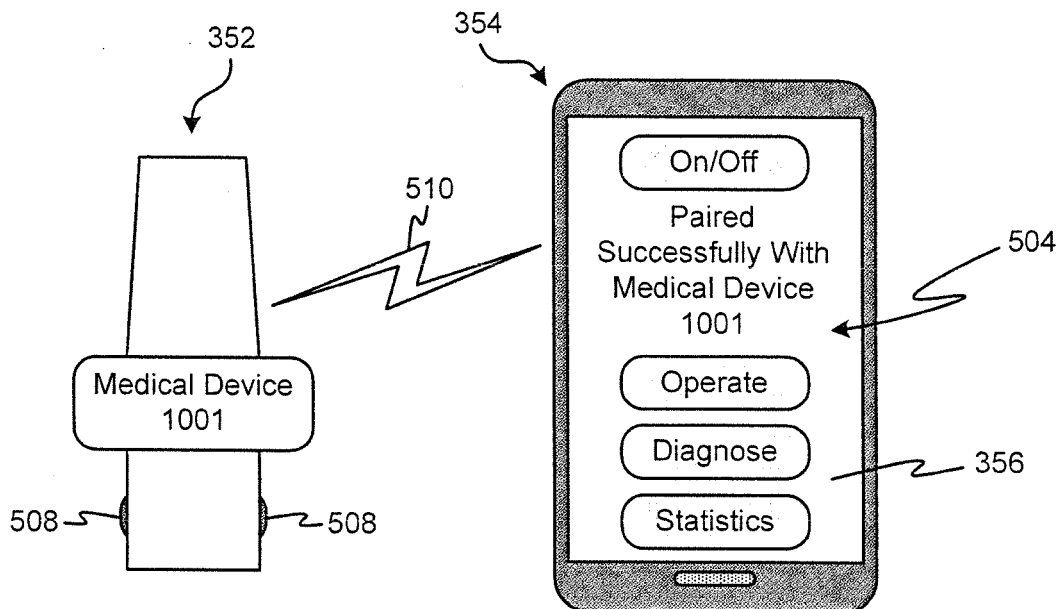 352
354
510
On/Off
Paired
Successfully With
Medical Device
1001
504
Medical Device
1001
Operate
Diagnose
356
508
508
Statistics